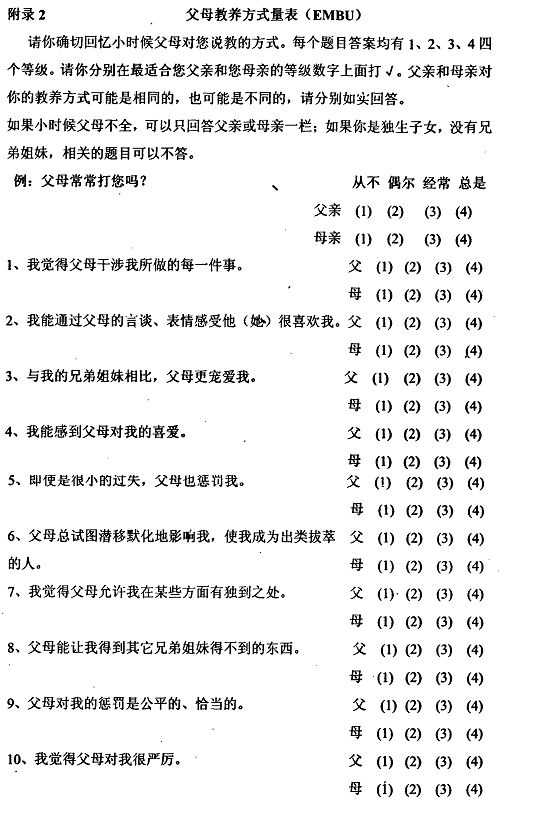 附录 2 父母教养方式量表（EMBU）
请你确切回忆小时候父母对您说教的方式。每个题目答案均有 1、2、3、4 四
个等级。请你分别在最适合您父亲和您母亲的等级数字上面打 √。父亲和母亲对
你的教养方式可能是相同的，也可能是不同的，请分别如实回答。
如果小时候父母不全，可以只回答父亲或母亲一栏；如果你是独生子女，没有兄
弟姐妹，相关的题目可以不答。
例：父母常常打您吗？ 从不 偶尔 经常 总是
父亲 (1) (2) (3) (4)
母亲 (1) (2) (3) (4)
1、我觉得父母干涉我所做的每一件事。 父 (1) (2) (3) (4)
母 (1) (2) (3) (4)
2、我能通过父母的言谈、表情感受他（她）很喜欢我。父 (1) (2) (3) (4)
母 (1) (2) (3) (4)
3、与我的兄弟姐妹相比，父母更宠爱我。 父 (1) (2) (3) (4)
母 (1) (2) (3) (4)
4、我能感到父母对我的喜爱。 父 (1) (2) (3) (4)
母 (1) (2) (3) (4)
5、即便是很小的过失，父母也惩罚我。 父 (1) (2) (3) (4)
母 (1) (2) (3) (4)
6、父母总试图潜移默化地影响我，使我成为出类拔萃 父 (1) (2) (3) (4)
的人。 母 (1) (2) (3) (4)
7、我觉得父母允许我在某些方面有独到之处。 父 (1) (2) (3) (4)
母 (1) (2) (3) (4)
8、父母能让我得到其它兄弟姐妹得不到的东西。 父 (1) (2) (3) (4)
母 (1) (2) (3) (4)
9、父母对我的惩罚是公平的、恰当的。 父 (1) (2) (3) (4)
母 (1) (2) (3) (4)
10、我觉得父母对我很严厉。 父 (1) (2) (3) (4)
母 (1) (2) (3) (4)